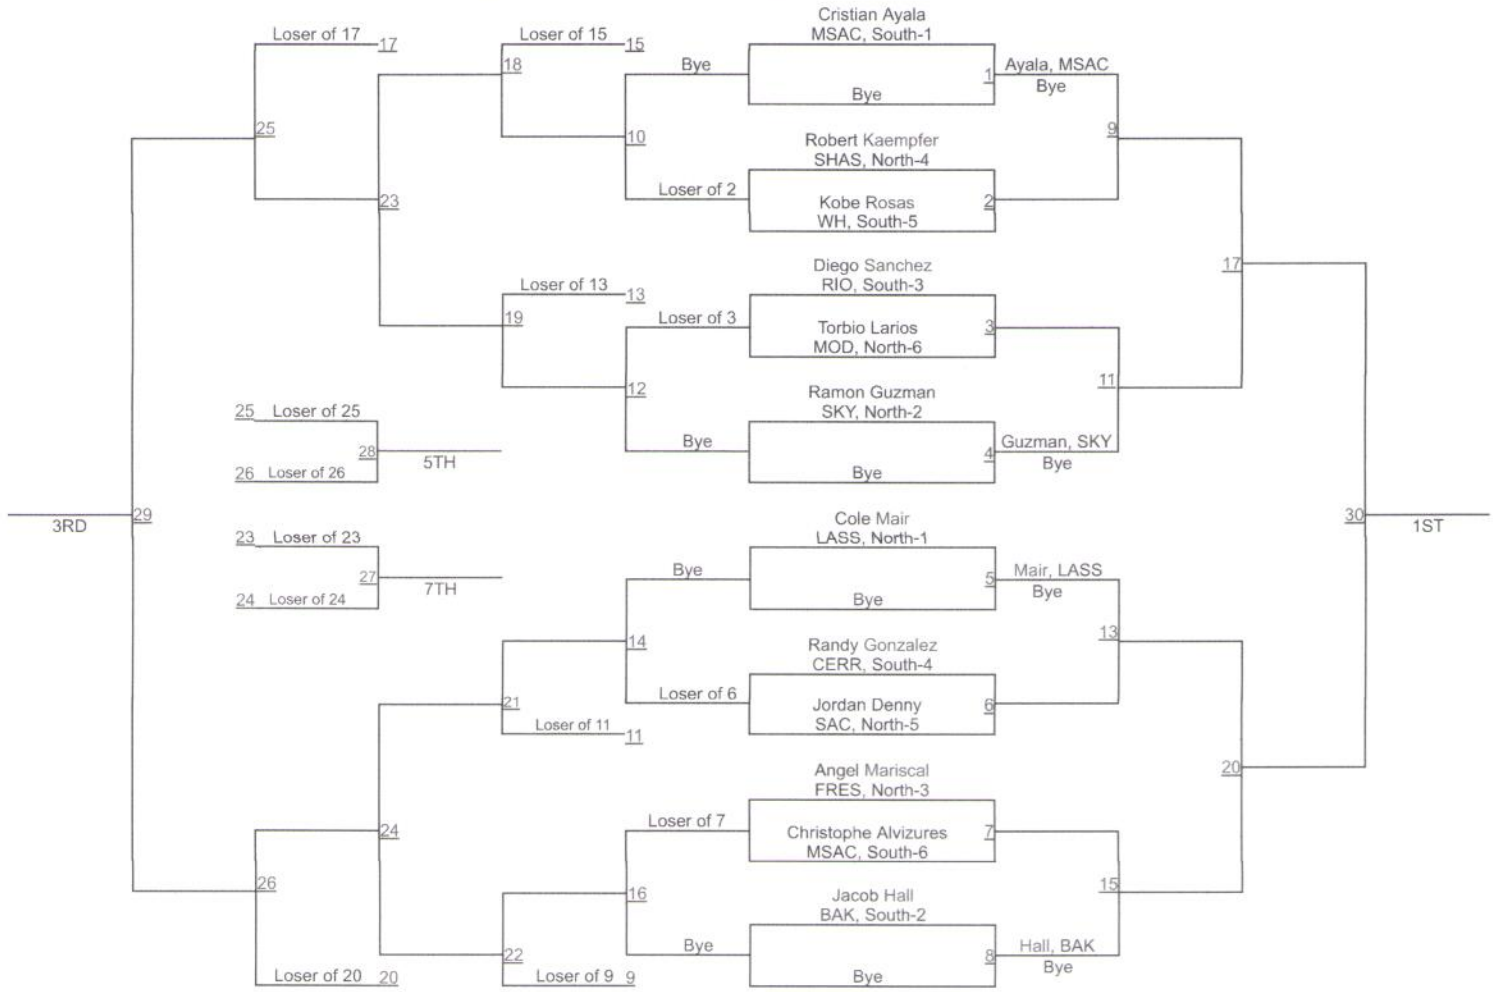 Cristian Ayala
Loser of 17 17 Loser of 15 15 MSAC, South-1
18 Bye 1 Ayala, MSAC
Bye Bye
25 10 Robert Kaempfer 9
SHAS, North-4
23 Loser of 2 Kobe Rosas 2
WH, South-5
Diego Sanchez 17
Loser of 13 13 RIO, South-3
19 Loser of 3 Torbio Larios 3
MOD, North-6
12 Ramon Guzman 11
25 Loser of 25 SKY, North-2
28 5TH Bye 4 Guzman, SKY
26 Loser of 26 Bye Bye
3RD 29 Cole Mair 30 1ST
23 Loser of 23 LASS, North-1
27 7TH Bye 5 Mair, LASS
24 Loser of 24 Bye Bye
14 Randy Gonzalez 13
CERR, South-4
21 Loser of 6 Jordan Denny 6
Loser of 11 11 SAC, North-5
Angel Mariscal 20
FRES, North-3
24 Loser of 7 Christophe Alvizures 7
MSAC, South-6
26 16 Jacob Hall 15
BAK, South-2
22 Bye 8 Hall, BAK
Loser of 20 20 Loser of 9 9 Bye Bye